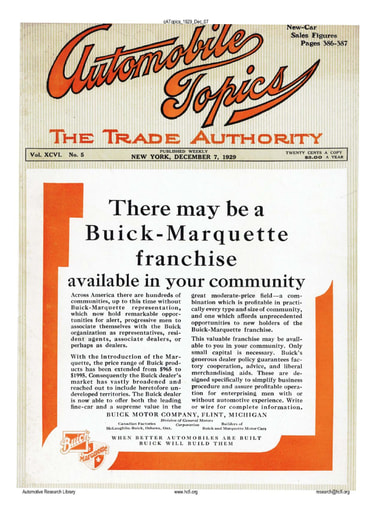 oATopics_1929_Dec_07
New-Car
Sales Figures
Pages 386-387
Automobile
Topics
THE TRADE AUTHORITY
Vol. XCVI. No. 5
PUBLISHED WEEKLY
NEW YORK, DECEMBER 7, 1929
TWENTY CENTS A COPY
$5.00 A YEAR
There may be a
Buick-Marquette
franchise
available in your community
Across America there are hundreds of
communities, up to this time without
Buick-Marquette representation,
which now hold remarkable oppor-
tunities for alert, progressive men to
associate themselves with the Buick
organization as representatives, resi-
dent agents, associate dealers, or
perhaps as dealers.
With the introduction of the Mar-
quette, the price range of Buick prod-
ucts has been extended from $965 to
$1995. Consequently the Buick dealer's
market has vastly broadened and
reached out to include heretofore un-
developed territories. The Buick dealer
is now able to offer both the leading
fine-car and a supreme value in the
great moderate-price field—a com-
bination which is profitable in practi-
cally every type and size of community,
and one which affords unprecedented
opportunities to new holders of the
Buick-Marquette franchise.
This valuable franchise may be avail-
able to you in your community. Only
small capital is necessary. Buick's
generous dealer policy guarantees fac-
tory cooperation, advice, and liberal
merchandising aids. These are de-
signed specifically to simplify business
procedure and assure profitable opera-
tion for enterprising men with or
without automotive experience. Write
or wire for complete information.
BUICK MOTOR COMPANY, FLINT, MICHIGAN
Canadian Factories
McLaughlin-Buick, Oshawa, Ont.
Division of General Motors
Corporation
Builders of
Buick and Marquette Motor Cars
Buick
Marquette
WHEN BETTER AUTOMOBILES ARE BUILT
BUICK WILL BUILD THEM
Automotive Research Library
www.hcfi.org
research@hcfi.org